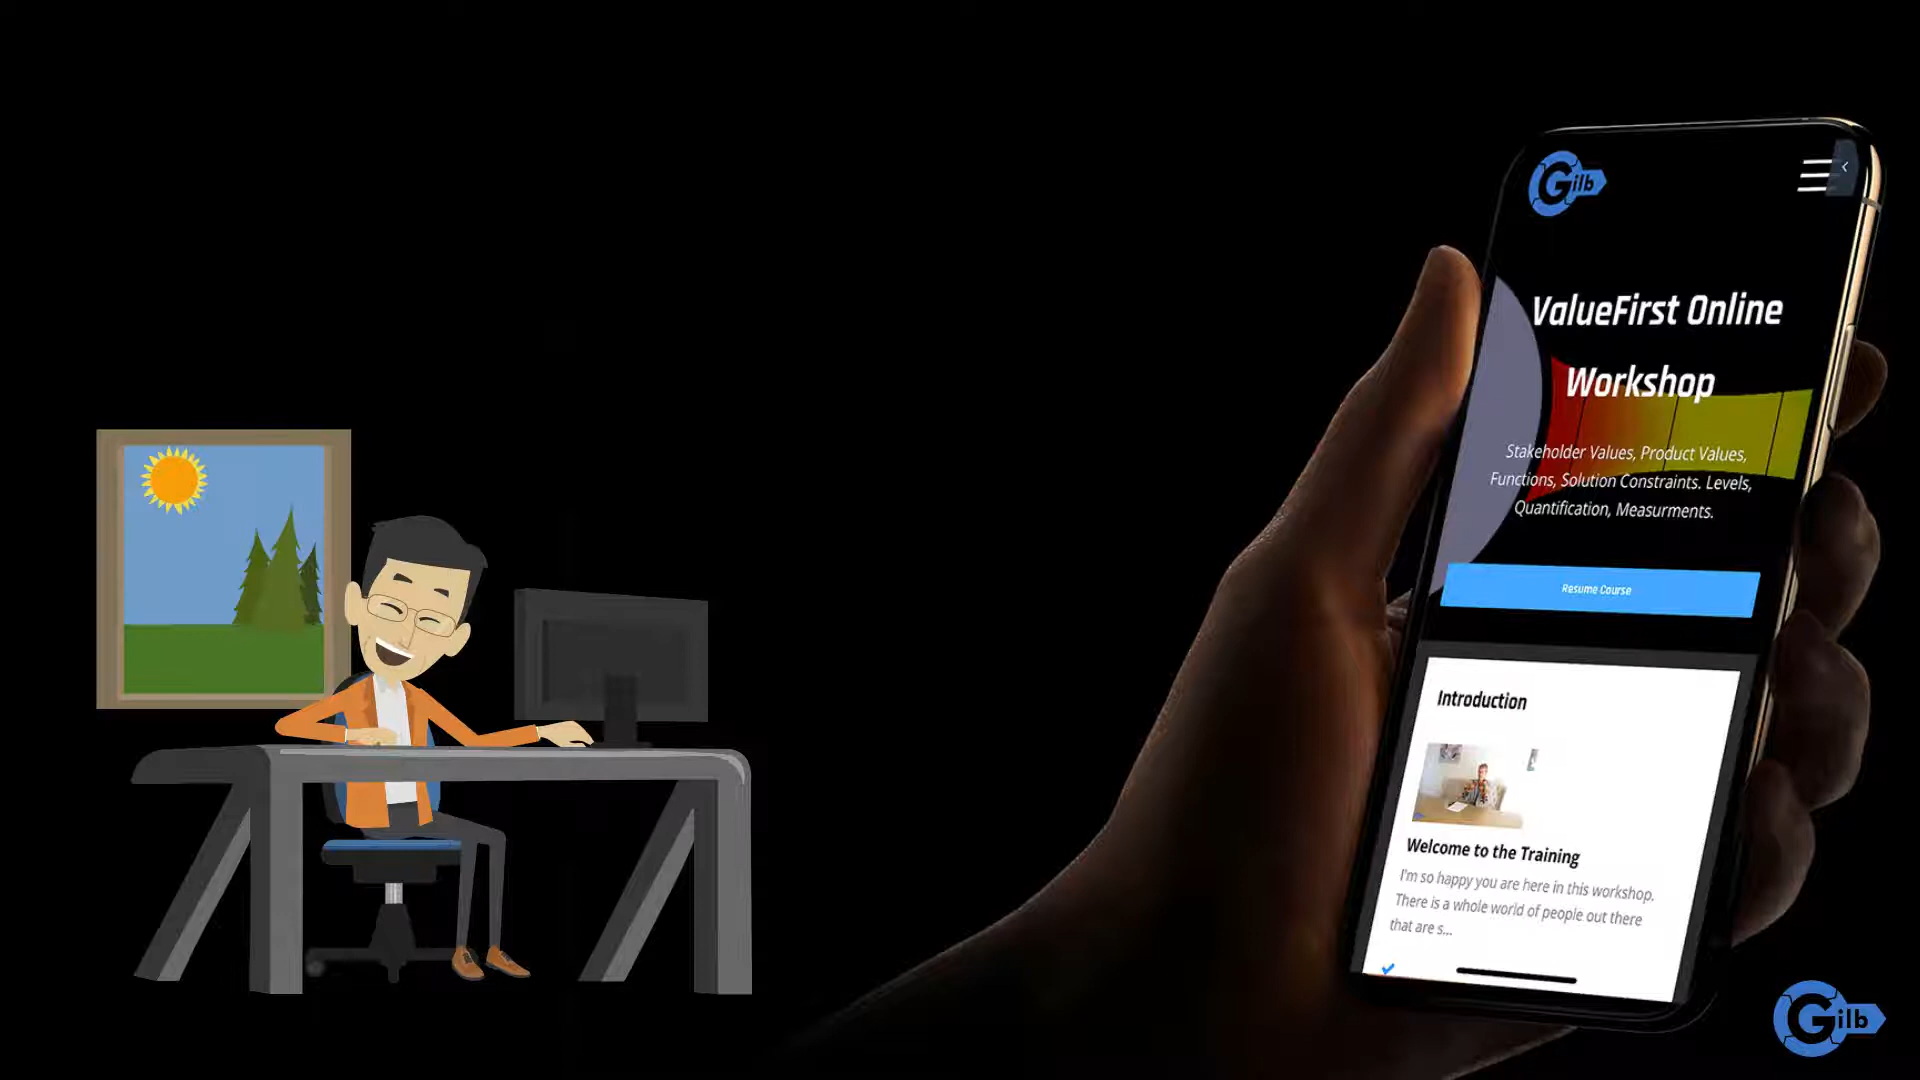 Gilb
ValueFirst Online
Workshop
Stakeholder Values, Product Values,
Functions, Solution Constraints. Levels,
Quantification, Measurments.
Resume Course
Introduction
Welcome to the Training
I'm so happy you are here in this workshop.
There is a whole world of people out there
that are s...
Gilb